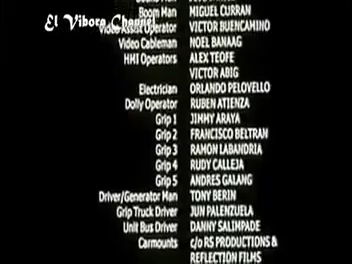 El Vibora Channel
Boom Man MIGUEL CURRAN
Video Assist Operator VICTOR BUENCAMINO
Video Cableman NOEL BANAAG
HMI Operators ALEX TEOFE
VICTOR ABIG
Electrician ORLANDO PELOVELLO
Dolly Operator RUBEN ATIENZA
Grip 1 JIMMY ARAYA
Grip 2 FRANCISCO BELTRAN
Grip 3 RAMON LABANDRIA
Grip 4 RUDY CALLEJA
Grip 5 ANDRES GALANG
Driver/Generator Man TONY BERIN
Grip Truck Driver JUN PALENZUELA
Unit Bus Driver DANNY SALIMPADE
Carmounts c/o RS PRODUCTIONS &
REFLECTION FILMS